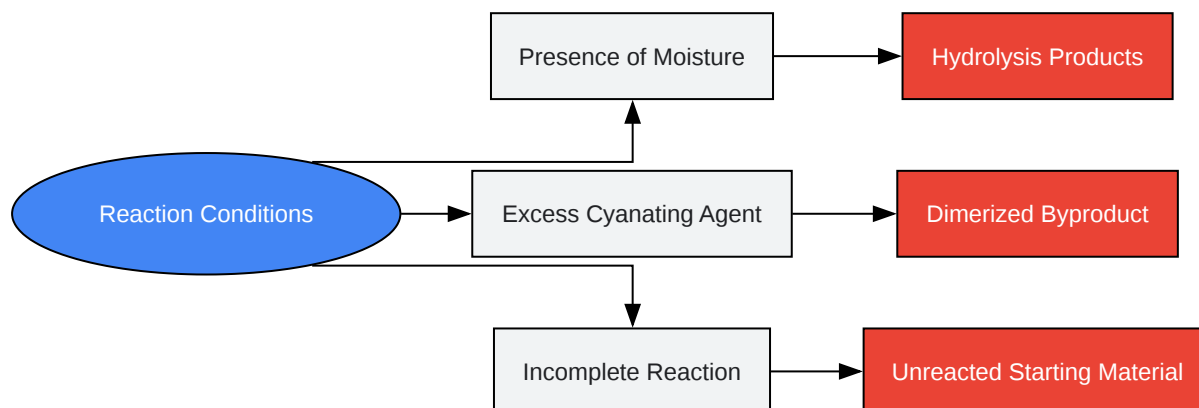 Presence of Moisture
Hydrolysis Products
Reaction Conditions
Excess Cyanating Agent
Dimerized Byproduct
Incomplete Reaction
Unreacted Starting Material